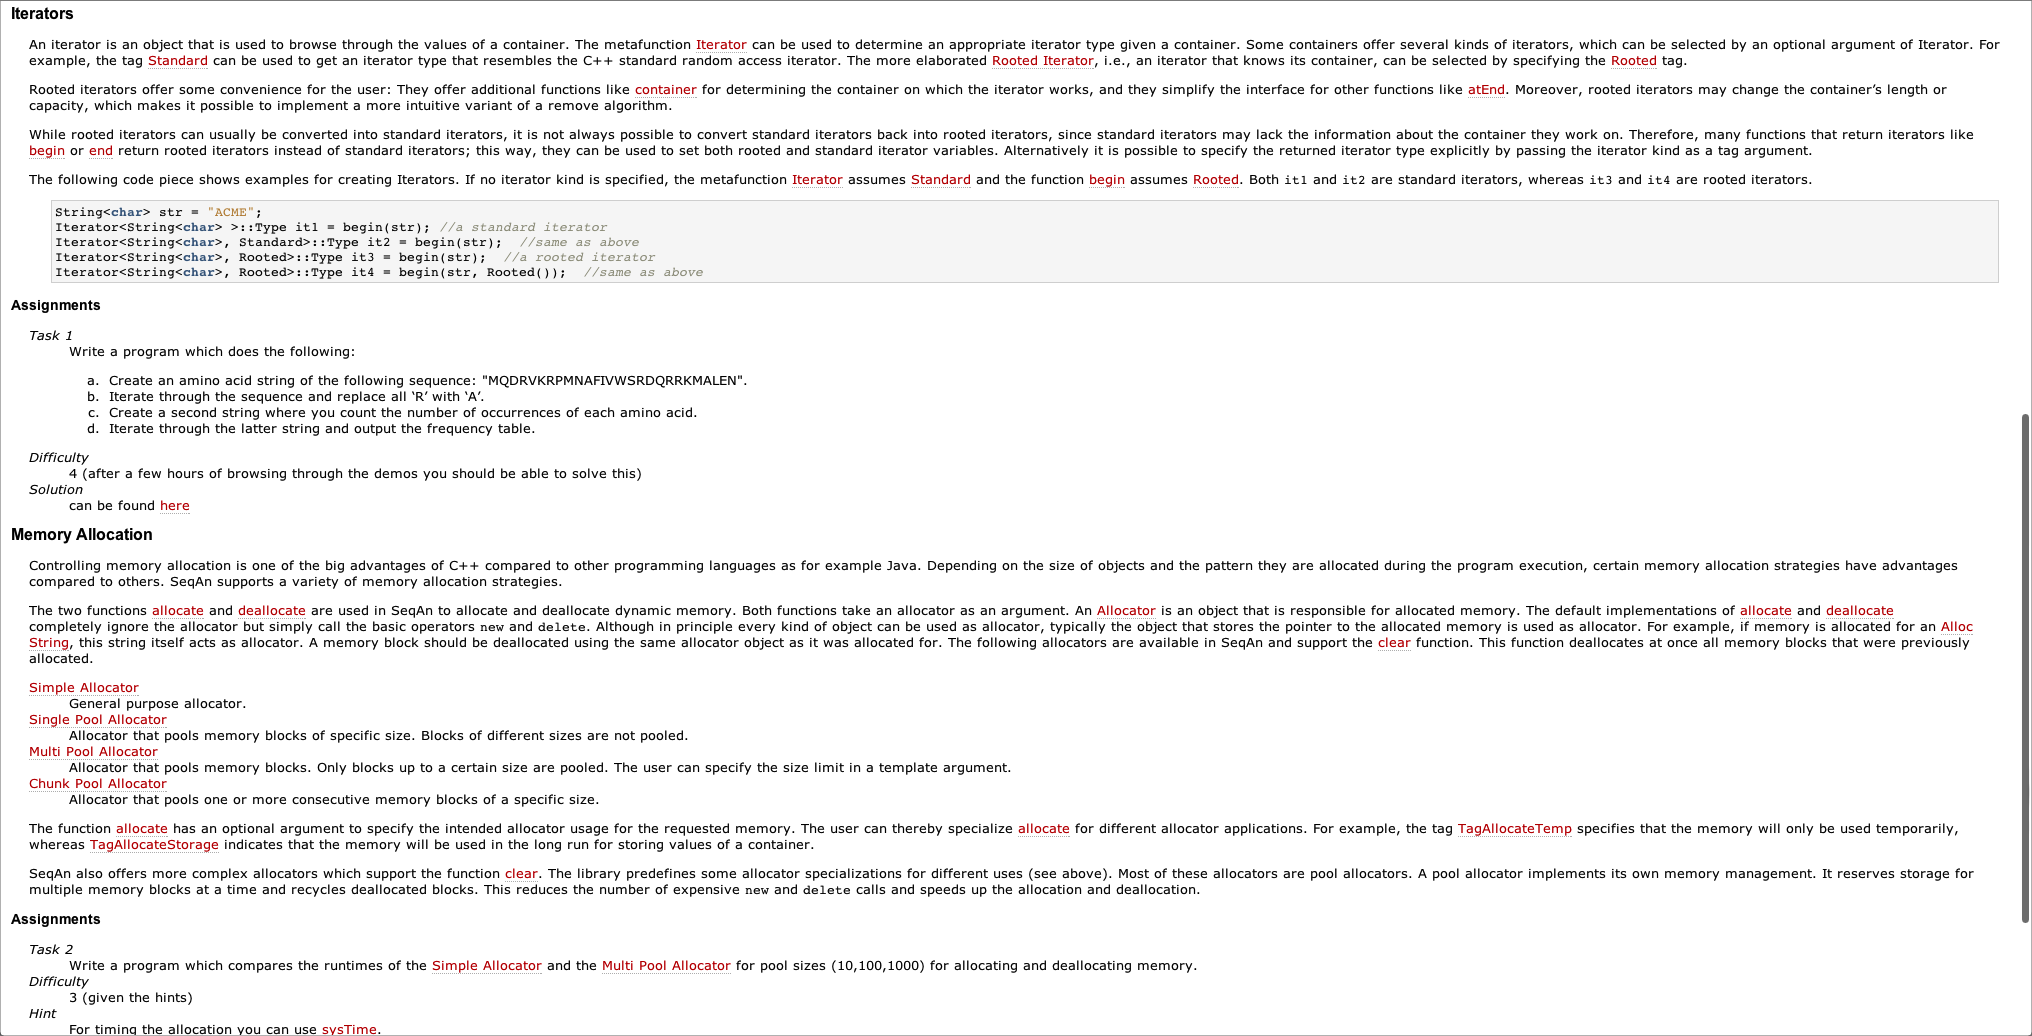 Iterators
An iterator is an object that is used to browse through the values of a container. The metafunction Iterator can be used to determine an appropriate iterator type given a container. Some containers offer several kinds of iterators, which can be selected by an optional argument of Iterator. For
example, the tag Standard can be used to get an iterator type that resembles the C++ standard random access iterator. The more elaborated Rooted Iterator, i.e., an iterator that knows its container, can be selected by specifying the Rooted tag.
Rooted iterators offer some convenience for the user: They offer additional functions like container for determining the container on which the iterator works, and they simplify the interface for other functions like atEnd. Moreover, rooted iterators may change the container’s length or
capacity, which makes it possible to implement a more intuitive variant of a remove algorithm.
While rooted iterators can usually be converted into standard iterators, it is not always possible to convert standard iterators back into rooted iterators, since standard iterators may lack the information about the container they work on. Therefore, many functions that return iterators like
begin or end return rooted iterators instead of standard iterators; this way, they can be used to set both rooted and standard iterator variables. Alternatively it is possible to specify the returned iterator type explicitly by passing the iterator kind as a tag argument.
The following code piece shows examples for creating Iterators. If no iterator kind is specified, the metafunction Iterator assumes Standard and the function begin assumes Rooted. Both it1 and it2 are standard iterators, whereas it3 and it4 are rooted iterators.
String<char> str = "ACME";
Iterator<String<char> >::Type it1 = begin(str); //a standard iterator
Iterator<String<char>, Standard>::Type it2 = begin(str);  //same as above
Iterator<String<char>, Rooted>::Type it3 = begin(str);  //a rooted iterator
Iterator<String<char>, Rooted>::Type it4 = begin(str, Rooted());  //same as above
Assignments
Task 1
Write a program which does the following:
a. Create an amino acid string of the following sequence: "MQDRVKRPMNAFIVWSRDQRRKMALEN".
b. Iterate through the sequence and replace all ‘R’ with ‘A’.
c. Create a second string where you count the number of occurrences of each amino acid.
d. Iterate through the latter string and output the frequency table.
Difficulty
4 (after a few hours of browsing through the demos you should be able to solve this)
Solution
can be found here
Memory Allocation
Controlling memory allocation is one of the big advantages of C++ compared to other programming languages as for example Java. Depending on the size of objects and the pattern they are allocated during the program execution, certain memory allocation strategies have advantages
compared to others. SeqAn supports a variety of memory allocation strategies.
The two functions allocate and deallocate are used in SeqAn to allocate and deallocate dynamic memory. Both functions take an allocator as an argument. An Allocator is an object that is responsible for allocated memory. The default implementations of allocate and deallocate
completely ignore the allocator but simply call the basic operators new and delete. Although in principle every kind of object can be used as allocator, typically the object that stores the pointer to the allocated memory is used as allocator. For example, if memory is allocated for an Alloc
String, this string itself acts as allocator. A memory block should be deallocated using the same allocator object as it was allocated for. The following allocators are available in SeqAn and support the clear function. This function deallocates at once all memory blocks that were previously
allocated.
Simple Allocator
General purpose allocator.
Single Pool Allocator
Allocator that pools memory blocks of specific size. Blocks of different sizes are not pooled.
Multi Pool Allocator
Allocator that pools memory blocks. Only blocks up to a certain size are pooled. The user can specify the size limit in a template argument.
Chunk Pool Allocator
Allocator that pools one or more consecutive memory blocks of a specific size.
The function allocate has an optional argument to specify the intended allocator usage for the requested memory. The user can thereby specialize allocate for different allocator applications. For example, the tag TagAllocateTemp specifies that the memory will only be used temporarily,
whereas TagAllocateStorage indicates that the memory will be used in the long run for storing values of a container.
SeqAn also offers more complex allocators which support the function clear. The library predefines some allocator specializations for different uses (see above). Most of these allocators are pool allocators. A pool allocator implements its own memory management. It reserves storage for
multiple memory blocks at a time and recycles deallocated blocks. This reduces the number of expensive new and delete calls and speeds up the allocation and deallocation.
Assignments
Task 2
Write a program which compares the runtimes of the Simple Allocator and the Multi Pool Allocator for pool sizes (10,100,1000) for allocating and deallocating memory.
Difficulty
3 (given the hints)
Hint
For timing the allocation you can use sysTime.